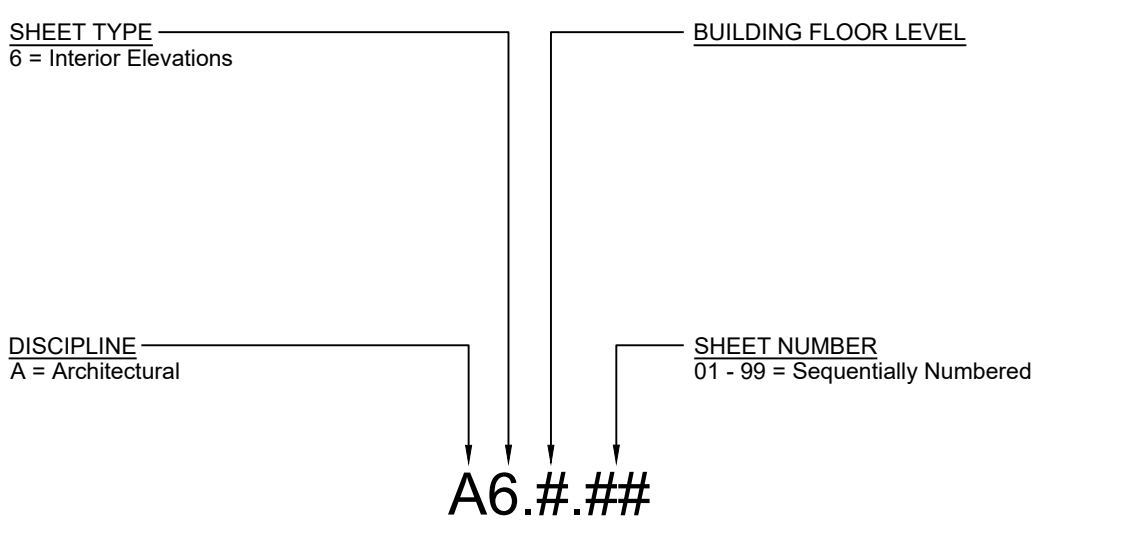 SHEET TYPE
6 = Interior Elevations
BUILDING FLOOR LEVEL
DISCIPLINE
A = Architectural
SHEET NUMBER
01 - 99 = Sequentially Numbered
A6.#.##